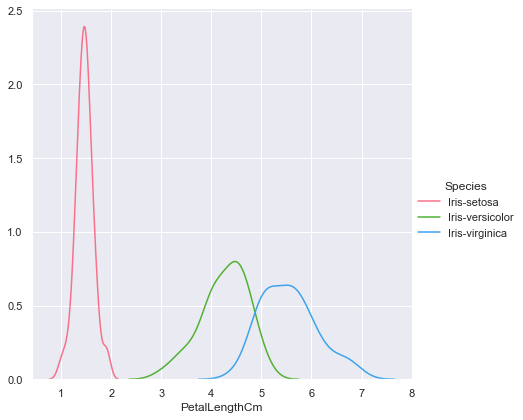 2.5
2.0
1.5
1.0
0.5
0.0
1 2 3 4 5 6 7 8
PetalLengthCm
Species
Iris-setosa
Iris-versicolor
Iris-virginica